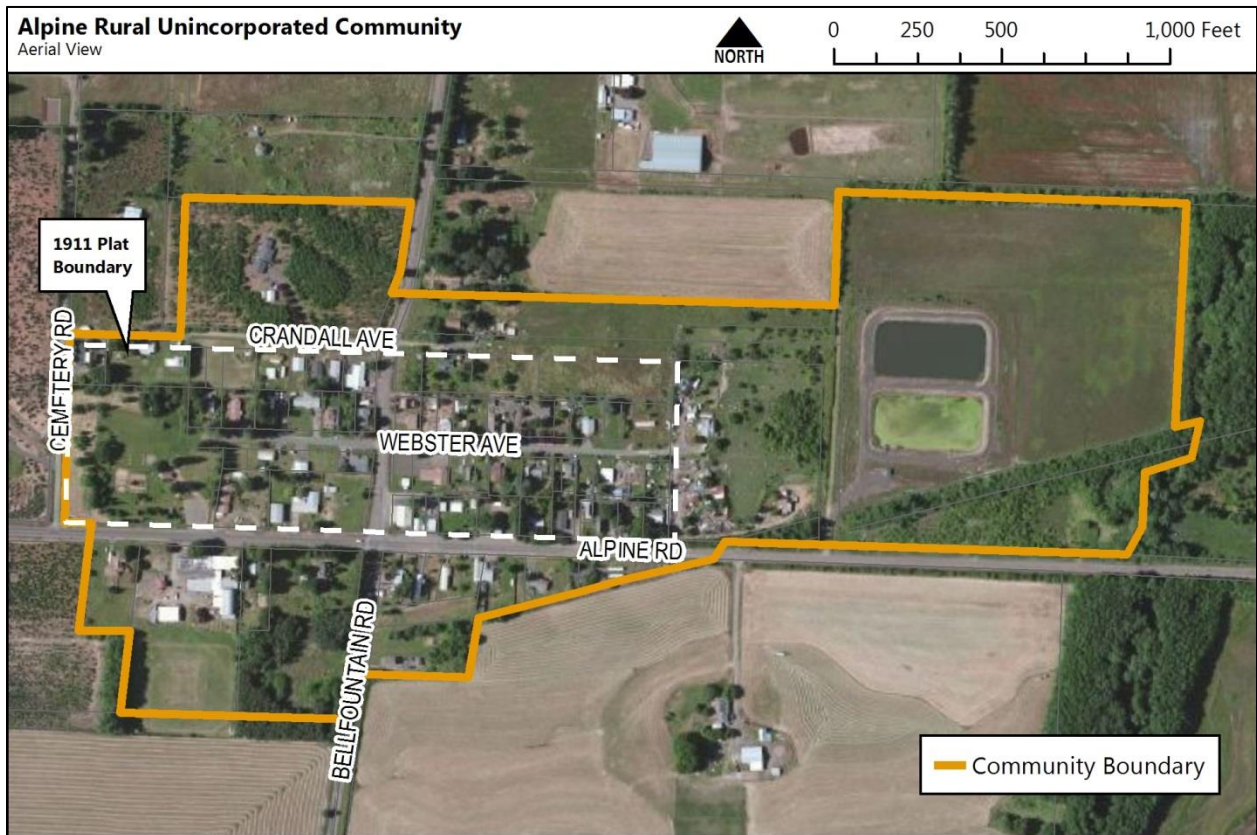 Alpine Rural Unincorporated Community
Aerial View
NORTH
0 250 500 1,000 Feet
1911 Plat
Boundary
CEMFTERY RD
CRANDALL AVE
WEBSTER AVE
ALPINE RD
BELLFOUNTAIN RD
Community Boundary